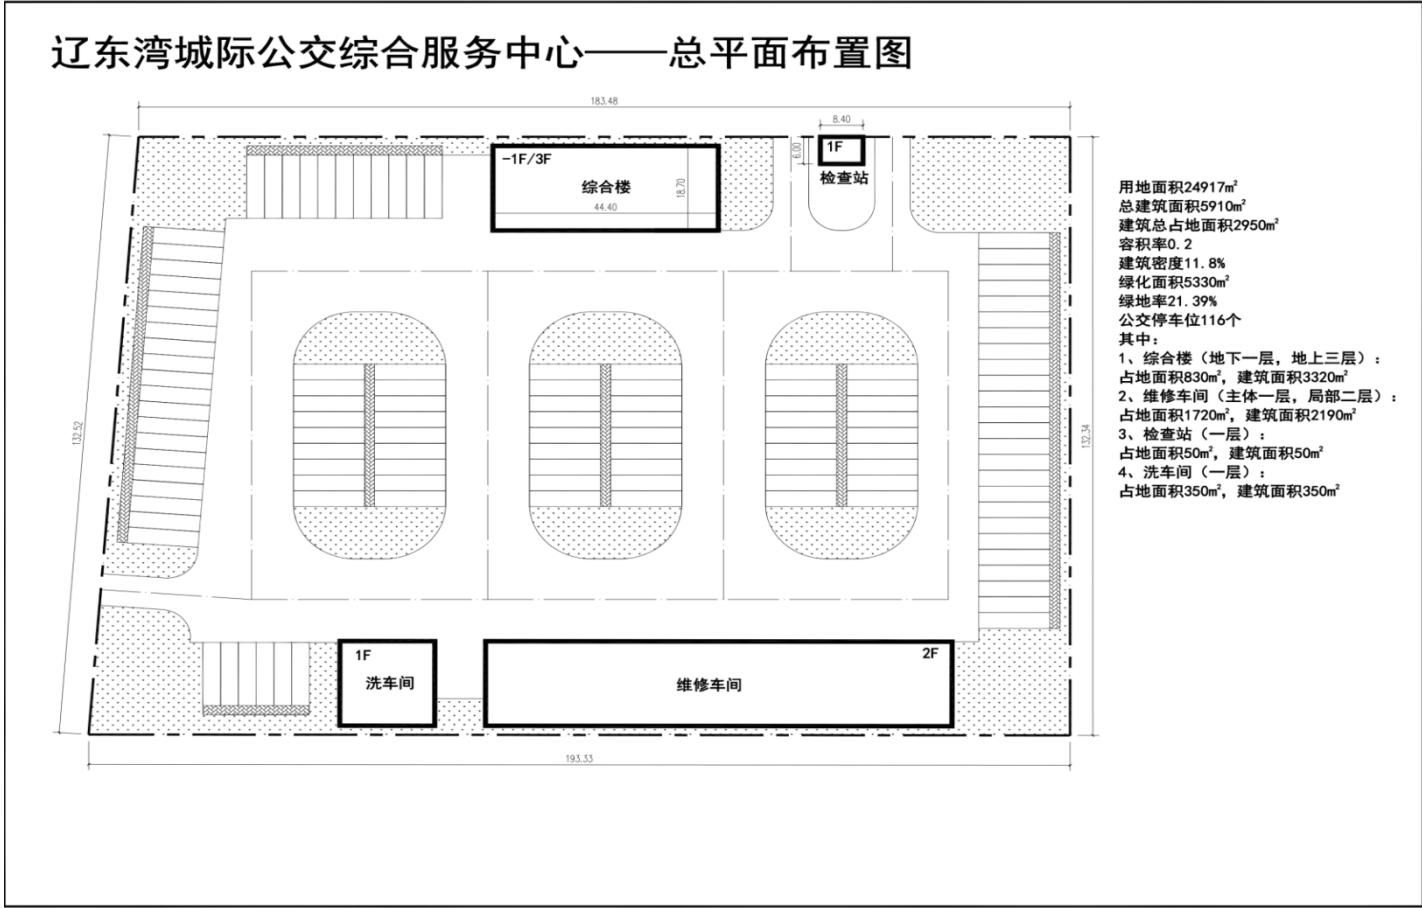 辽东湾城际公交综合服务中心——总平面布置图
183.48
8.40
6.00
1F
检查站
-1F/3F
综合楼
18.70
44.40
132.52
132.34
用地面积24917㎡
总建筑面积5910㎡
建筑总占地面积2950㎡
容积率0.2
建筑密度11.8%
绿化面积5330㎡
绿地率21.39%
公交停车位116个
其中：
1、综合楼（地下一层，地上三层）：
占地面积830㎡，建筑面积3320㎡
2、维修车间（主体一层，局部二层）：
占地面积1720㎡，建筑面积2190㎡
3、检查站（一层）：
占地面积50㎡，建筑面积50㎡
4、洗车间（一层）：
占地面积350㎡，建筑面积350㎡
1F
洗车间
2F
维修车间
193.33